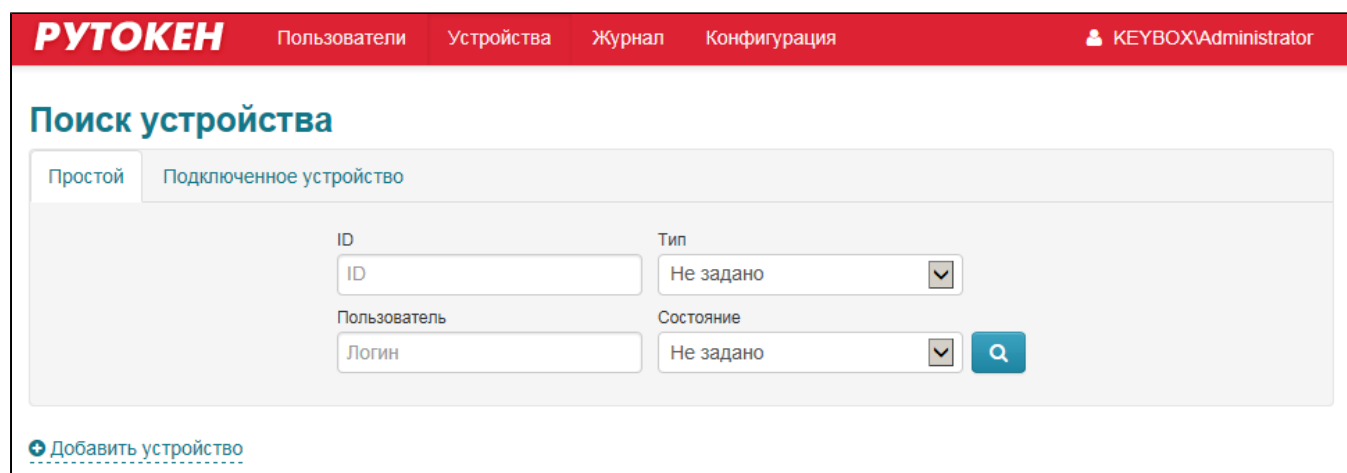 РУТОКЕН Пользователи Устройства Журнал Конфигурация KEYBOX\Administrator
Поиск устройства
Простой Подключенное устройство
ID Тип
ID Не задано
Пользователь Состояние
Логин Не задано
Добавить устройство